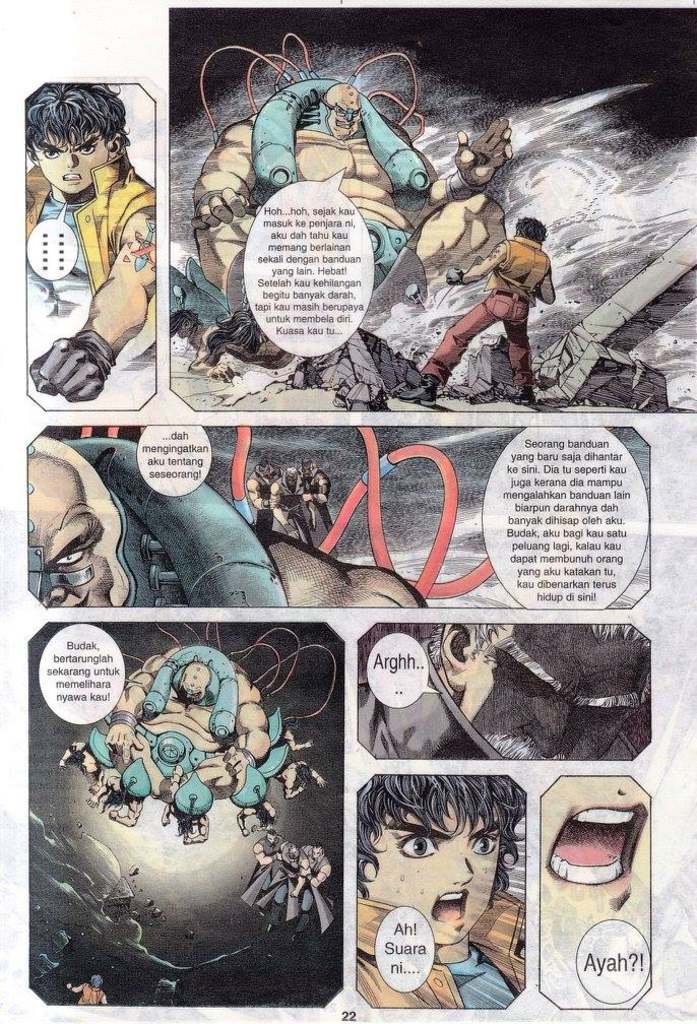 ⋮⋮
Hoh...hoh, sejak kau
masuk ke penjara ni,
aku dah tahu kau
memang berlainan
sekali dengan banduan
yang lain. Hebat!
Setelah kau kehilangan
begitu banyak darah,
tapi kau masih berupaya
untuk membela diri.
Kuasa kau tu...
...dah
mengingatkan
aku tentang
seseorang!
Seorang banduan
yang baru saja dihantar
ke sini. Dia tu seperti kau
juga kerana dia mampu
mengalahkan banduan lain
biarpun darahnya dah
banyak dihisap oleh aku.
Budak, aku bagi kau satu
peluang lagi, kalau kau
dapat membunuh orang
yang aku katakan tu,
kau dibenarkan terus
hidup di sini!
Budak,
bertarunglah
sekarang untuk
memelihara
nyawa kau!
Arghh..
..
Ah!
Suara
ni....
Ayah?!
22